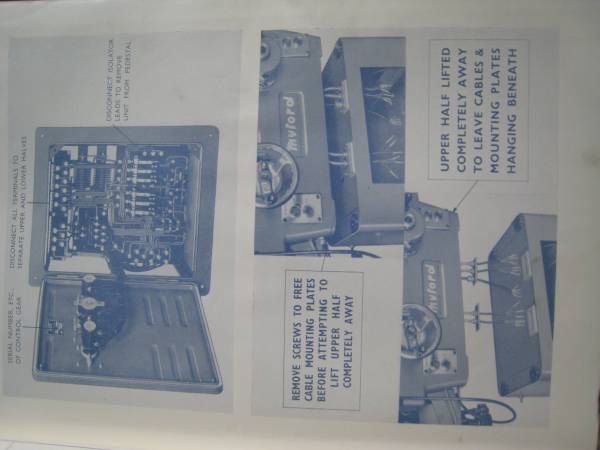 SERIAL NUMBER, ETC.,
OF CONTROL GEAR
DISCONNECT ALL TERMINALS TO
SEPARATE UPPER AND LOWER HALVES
DISCONNECT ISOLATOR
LEADS TO REMOVE
UNIT FROM PEDESTAL
myford
REMOVE SCREWS TO FREE
CABLE MOUNTING PLATES
BEFORE ATTEMPTING TO
LIFT UPPER HALF
COMPLETELY AWAY
UPPER HALF LIFTED
COMPLETELY AWAY
TO LEAVE CABLES &
MOUNTING PLATES
HANGING BENEATH
myford